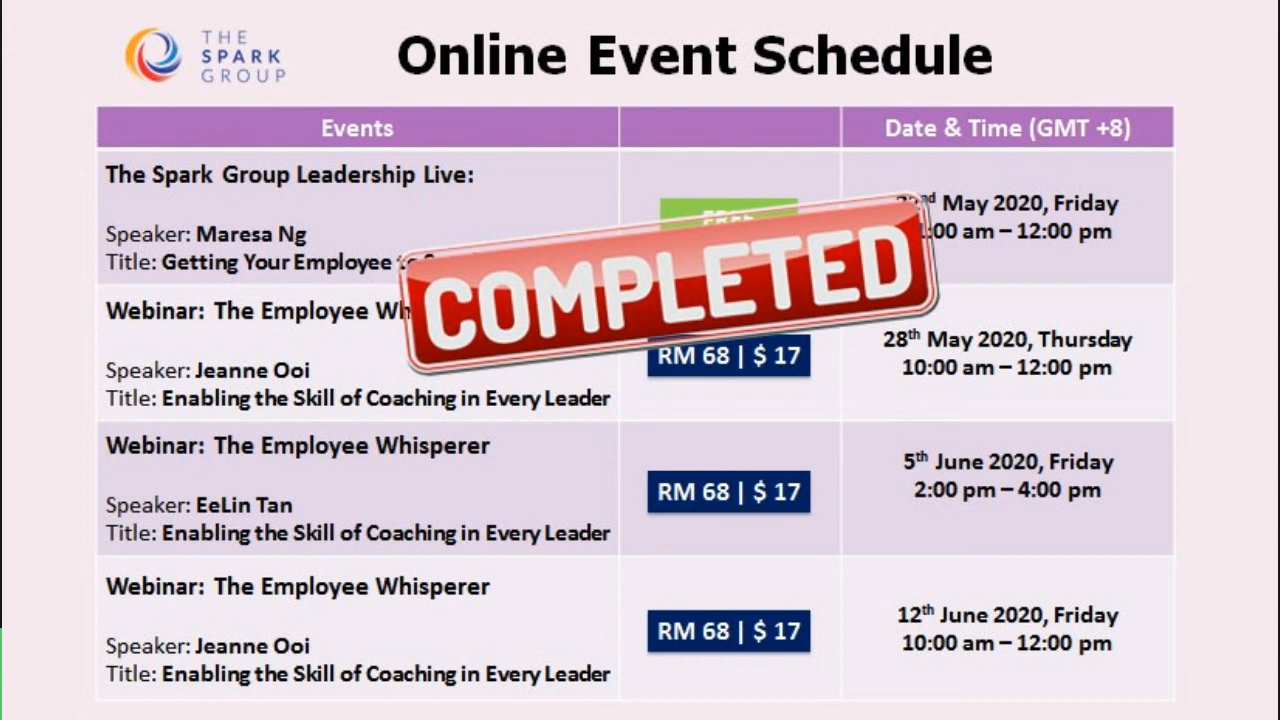 THE
SPARK
GROUP
Online Event Schedule
Events
Date & Time (GMT +8)
The Spark Group Leadership Live:
Speaker: Maresa Ng
Title: Getting Your Employee
FREE
May 2020, Friday
– 12:00 pm
COMPLETED
Webinar: The Employee
Speaker: Jeanne Ooi
Title: Enabling the Skill of Coaching in Every Leader
RM 68 | $ 17
28th May 2020, Thursday
10:00 am – 12:00 pm
Webinar: The Employee Whisperer
Speaker: EeLin Tan
Title: Enabling the Skill of Coaching in Every Leader
RM 68 | $ 17
5th June 2020, Friday
2:00 pm – 4:00 pm
Webinar: The Employee Whisperer
Speaker: Jeanne Ooi
Title: Enabling the Skill of Coaching in Every Leader
RM 68 | $ 17
12th June 2020, Friday
10:00 am – 12:00 pm